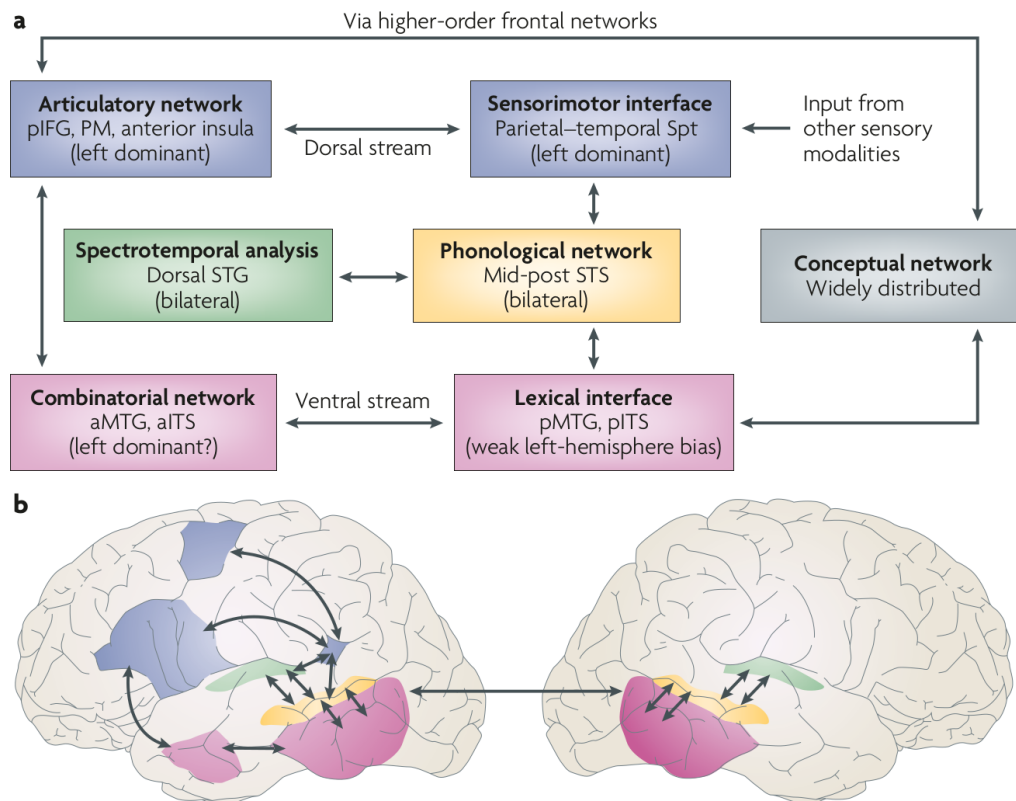 a
Via higher-order frontal networks
Articulatory network
pIFG, PM, anterior insula
(left dominant)
Dorsal stream
Sensorimotor interface
Parietal–temporal Spt
(left dominant)
Input from
other sensory
modalities
Spectrotemporal analysis
Dorsal STG
(bilateral)
Phonological network
Mid-post STS
(bilateral)
Conceptual network
Widely distributed
Combinatorial network
aMTG, aITS
(left dominant?)
Ventral stream
Lexical interface
pMTG, pITS
(weak left-hemisphere bias)
b